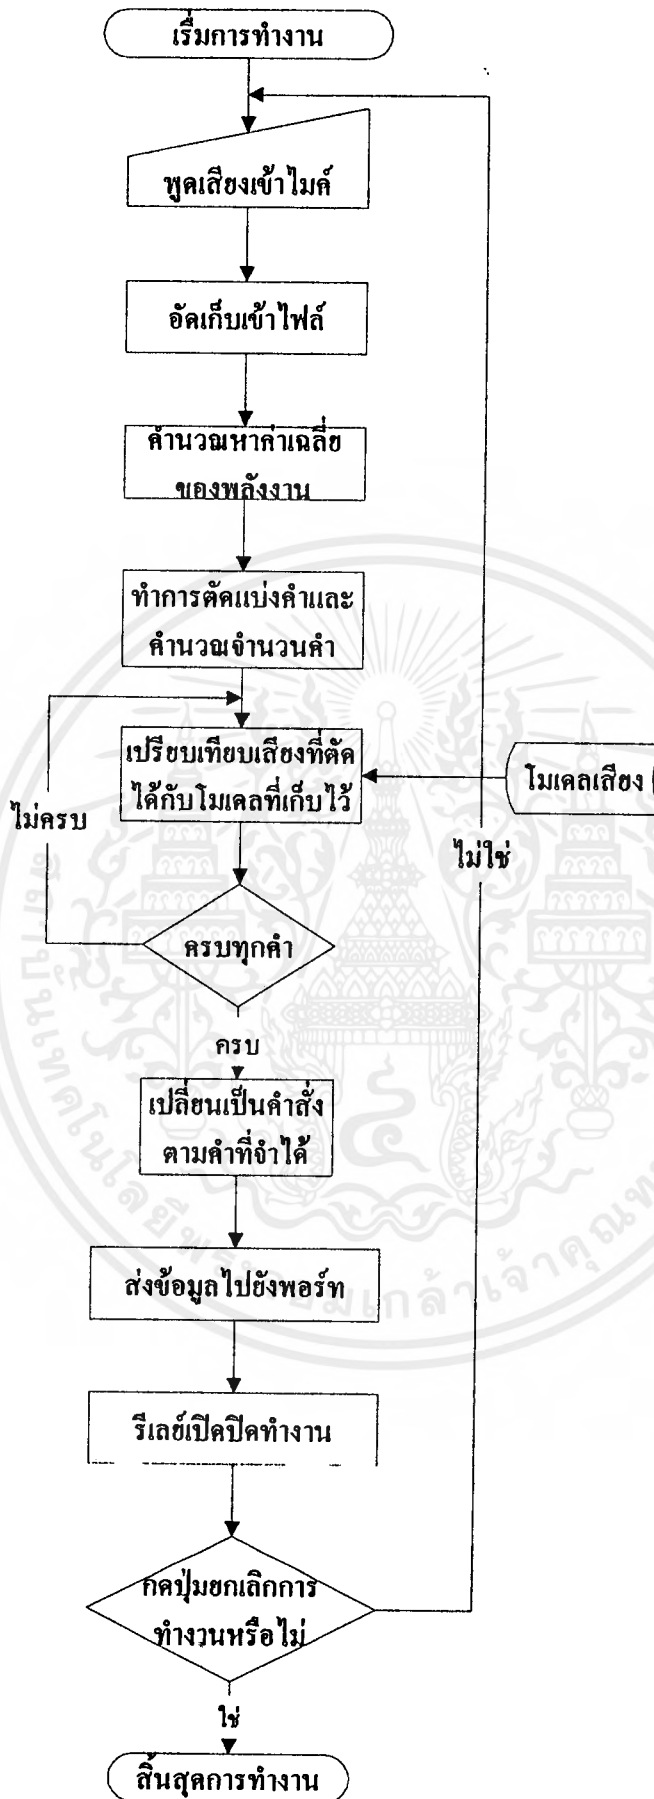 เริ่มการทำงาน
พูดเสียงเข้าไมค์
อัดเก็บเข้าไฟล์
คำนวณหาค่าเฉลี่ย
ของพลังงาน
ทำการตัดแบ่งคำและ
คำนวณจำนวนคำ
เปรียบเทียบเสียงที่ตัด
ได้กับโมเดลที่เก็บไว้
โมเดลเสียง
ไม่ครบ
ไม่ใช่
ครบทุกคำ
ครบ
เปลี่ยนเป็นคำสั่ง
ตามคำที่จำได้
ส่งข้อมูลไปยังพอร์ท
รีเลย์เปิดปิดทำงาน
กดปุ่มยกเลิกการ
ทำงวนหรือไม่
ใช่
สิ้นสุดการทำงาน